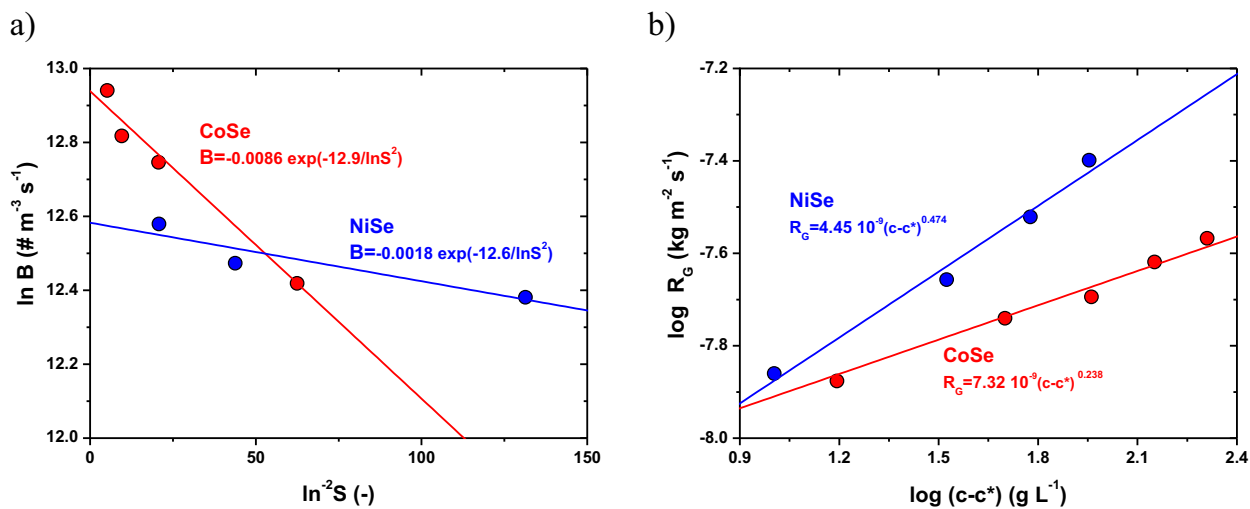 a)
13.0
12.8
12.6
12.4
12.2
12.0
ln B (# m⁻³ s⁻¹)
0
50
100
150
ln⁻²S (-)
CoSe
B=-0.0086 exp(-12.9/lnS²)
NiSe
B=-0.0018 exp(-12.6/lnS²)
b)
-7.2
-7.4
-7.6
-7.8
-8.0
log R_G (kg m⁻² s⁻¹)
0.9
1.2
1.5
1.8
2.1
2.4
log (c-c*) (g L⁻¹)
NiSe
R_G=4.45 10⁻⁹(c-c*)⁰·⁴⁷⁴
CoSe
R_G=7.32 10⁻⁹(c-c*)⁰·²³⁸